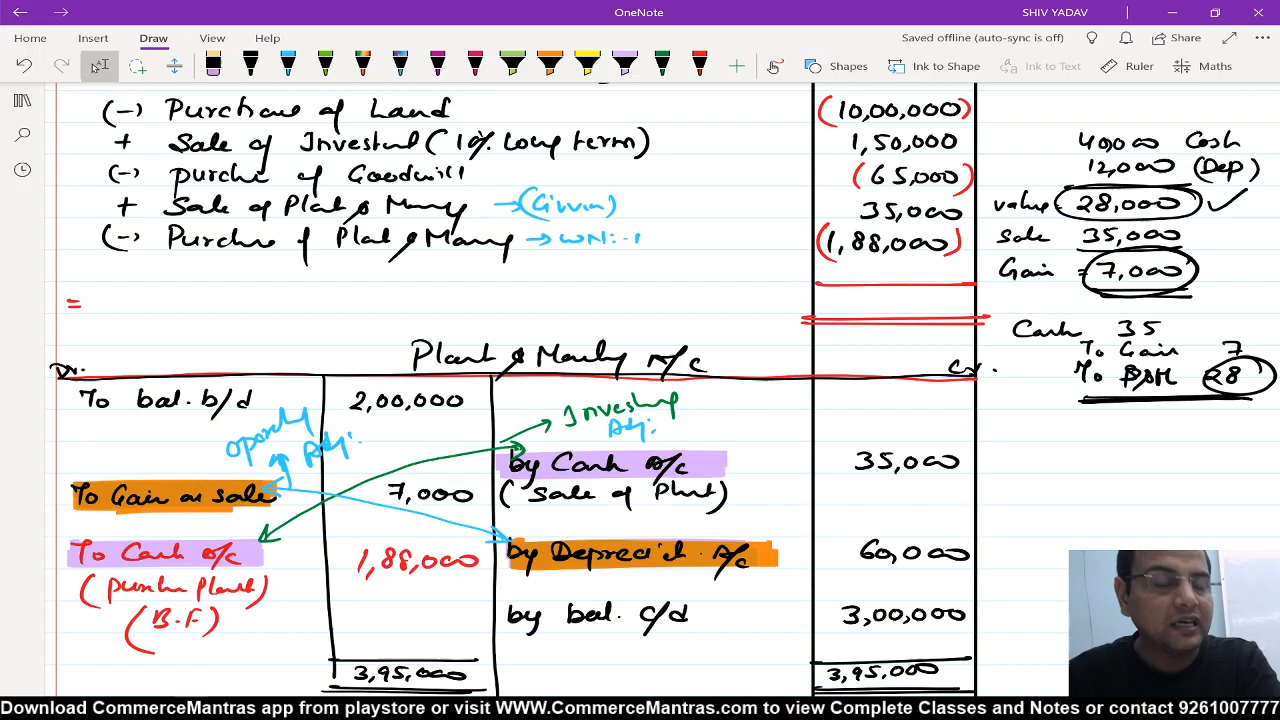 OneNote
SHIV YADAV
Home Insert Draw View Help
Saved offline (auto-sync is off)
Share
Shapes
Ink to Shape
Ink to Text
Ruler
Maths
(-) Purchase of Land (10,00,000)
+ Sale of Investment (10% Long term) 1,50,000
(-) purchase of Goodwill (65,000)
+ Sale of Plant & (Given) 35,000
(-) Purchase of Plant & → WN:-1 (1,88,000)
=
40,000 Cash
12,000 (Dep)
value = 28,000 ✓
sale 35,000
Gain = 7,000
Cash 35
To Gain 7
To 28
Plant & A/c
Dr. Cr.
To bal. b/d 2,00,000
Operating Adj.
Investing Adj.
by Cash A/c 35,000
(Sale of Plant)
To Gain on sale 7,000
To Cash A/c 1,88,000
(purchase plant)
(B.F)
by Depreciation A/c 60,000
by bal. c/d 3,00,000
3,95,000 3,95,000
Download CommerceMantras app from playstore or visit WWW.CommerceMantras.com to view Complete Classes and Notes or contact 9261007777